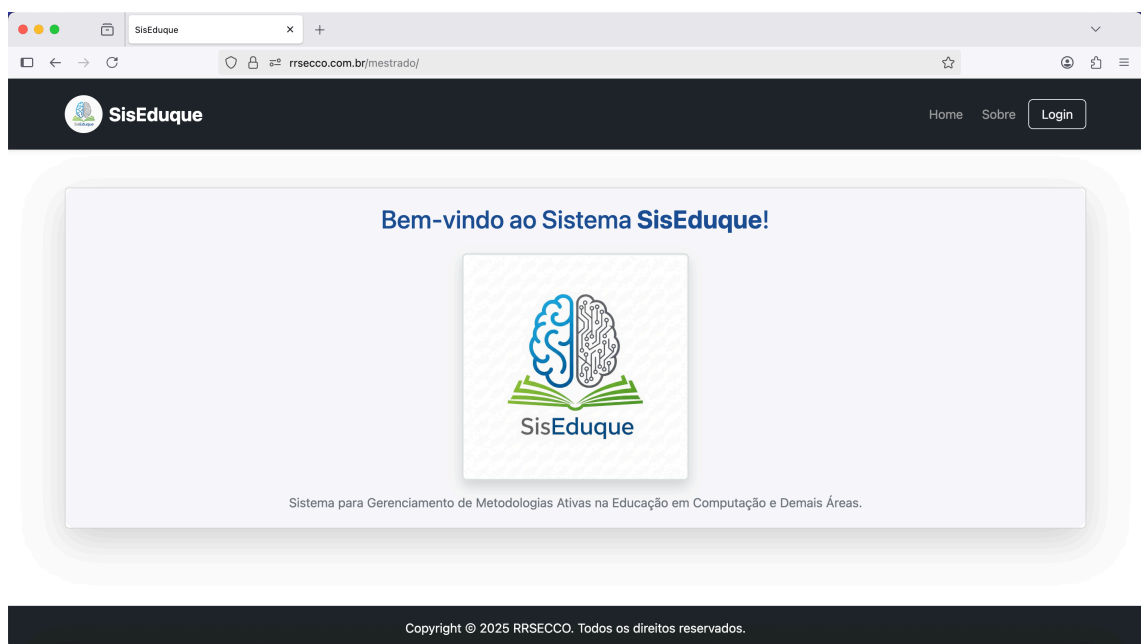 SisEduque
rrsecco.com.br/mestrado/
SisEduque
SisEduque
Home
Sobre
Login
Bem-vindo ao Sistema SisEduque!
SisEduque
Sistema para Gerenciamento de Metodologias Ativas na Educação em Computação e Demais Áreas.
Copyright © 2025 RRSECCO. Todos os direitos reservados.